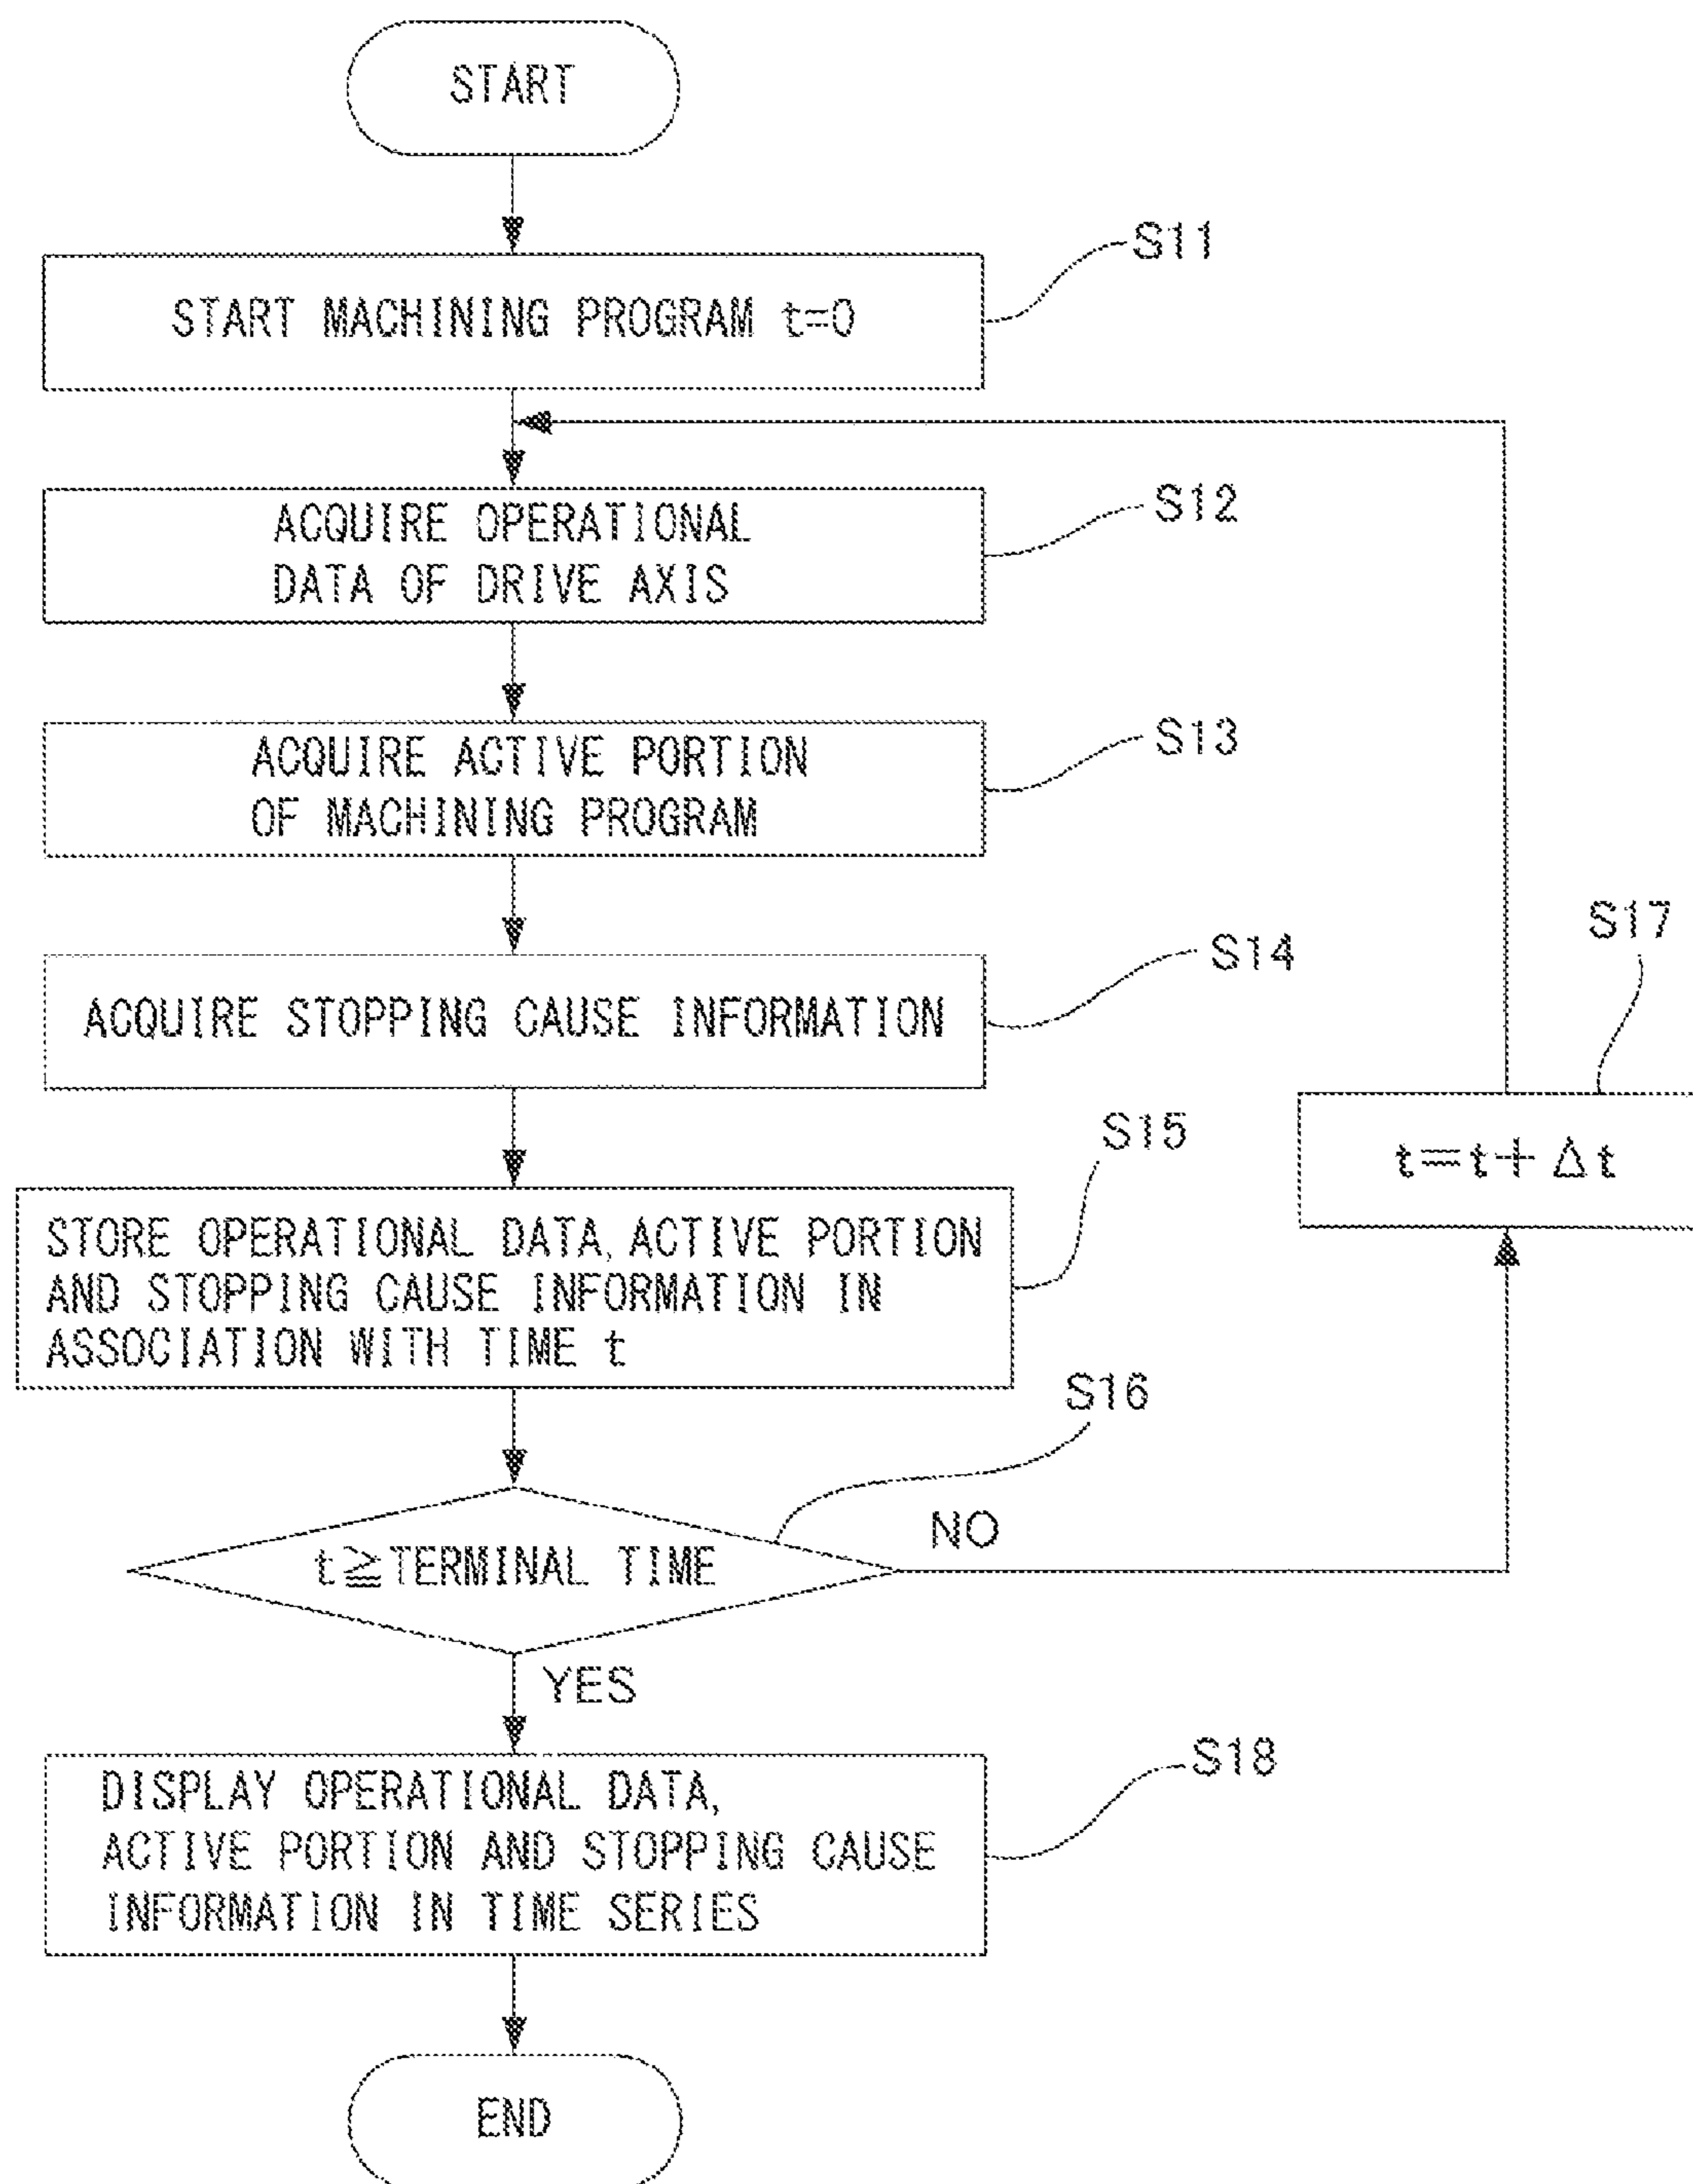 START
S11
START MACHINING PROGRAM t=0
S12
ACQUIRE OPERATIONAL
DATA OF DRIVE AXIS
S13
ACQUIRE ACTIVE PORTION
OF MACHINING PROGRAM
S14
ACQUIRE STOPPING CAUSE INFORMATION
S17
t=t+Δt
S15
STORE OPERATIONAL DATA, ACTIVE PORTION
AND STOPPING CAUSE INFORMATION IN
ASSOCIATION WITH TIME t
S16
NO
t≧TERMINAL TIME
YES
S18
DISPLAY OPERATIONAL DATA,
ACTIVE PORTION AND STOPPING CAUSE
INFORMATION IN TIME SERIES
END